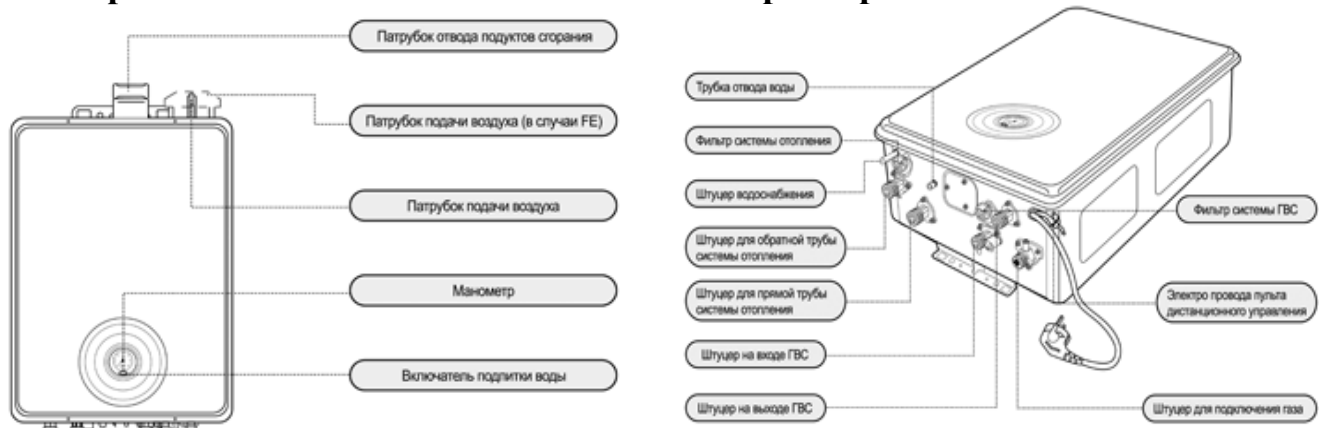 Патрубок отвода подуктов сгорания
Патрубок подачи воздуха (в случаи FE)
Патрубок подачи воздуха
Манометр
Включатель подпитки воды
Трубка отвода воды
Фильтр системы отопления
Штуцер водоснабжения
Штуцер для обратной трубы
системы отопления
Штуцер для прямой трубы
системы отопления
Штуцер на входе ГВС
Штуцер на выходе ГВС
Фильтр системы ГВС
Электро провода пульта
дистанционного управления
Штуцер для подключения газа